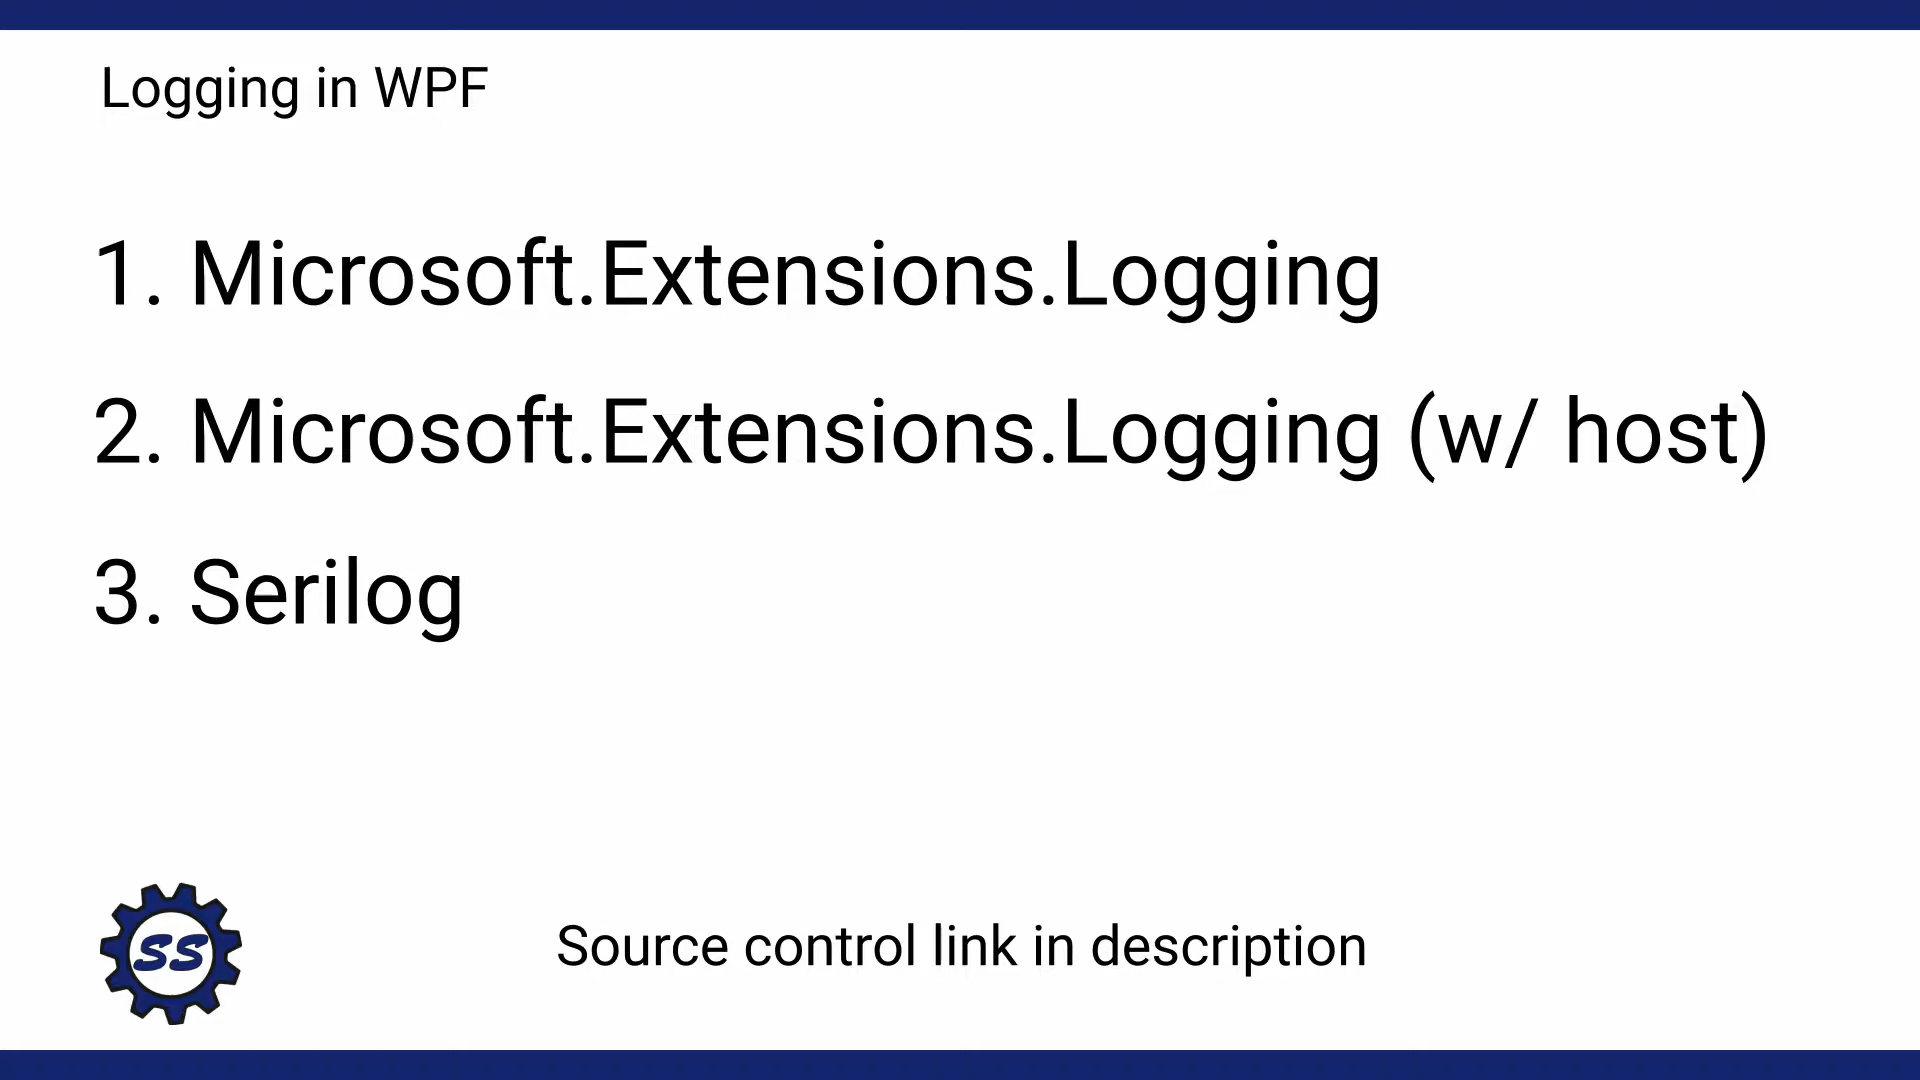 Logging in WPF
1. Microsoft.Extensions.Logging
2. Microsoft.Extensions.Logging (w/ host)
3. Serilog
SS
Source control link in description